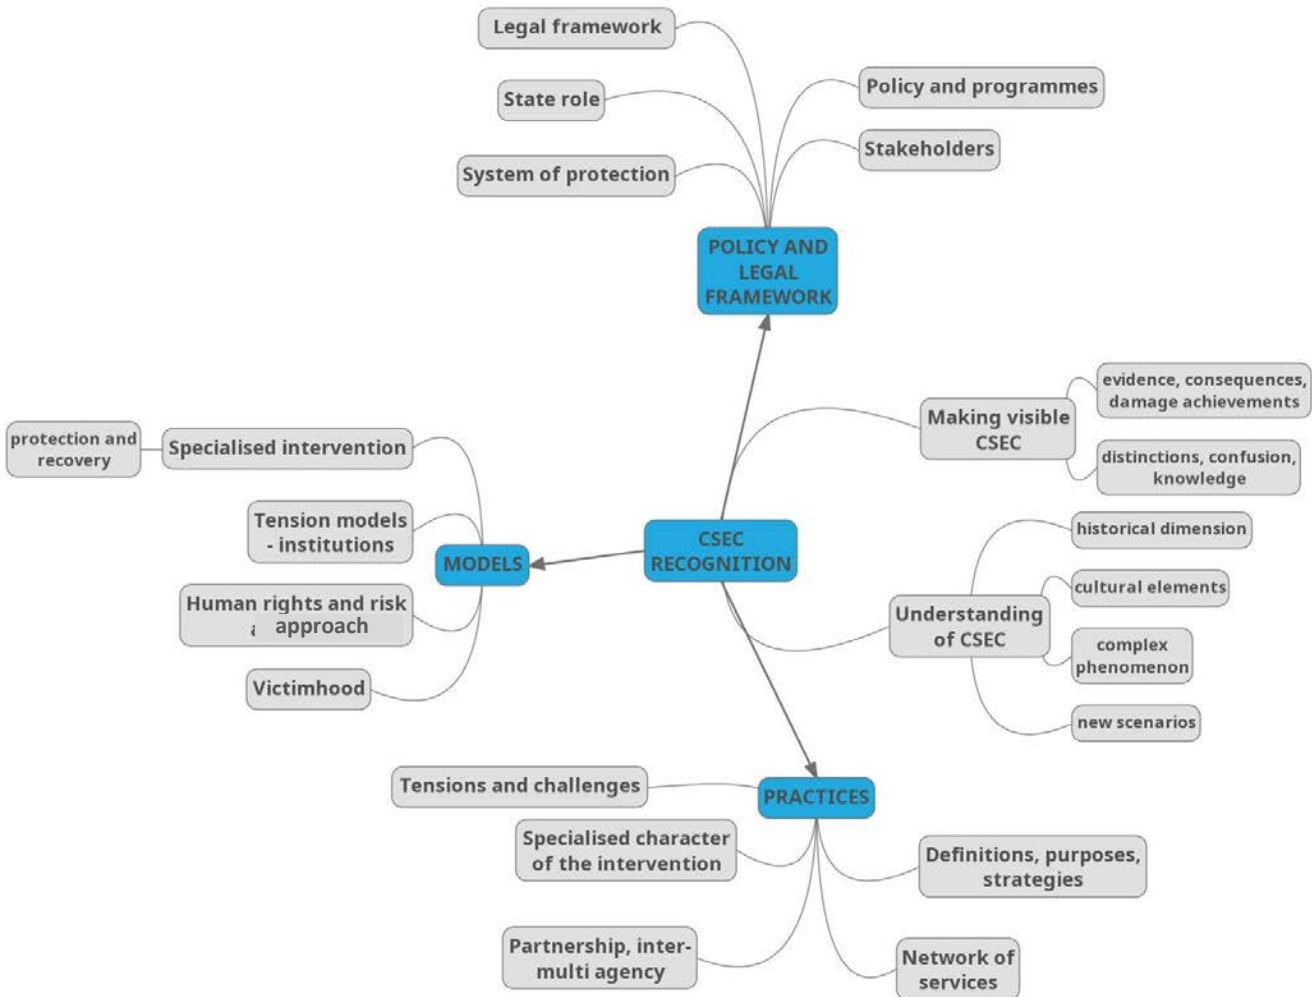 Legal framework
State role
System of protection
Policy and programmes
Stakeholders
POLICY AND
LEGAL
FRAMEWORK
Making visible
CSEC
evidence, consequences,
damage achievements
distinctions, confusion,
knowledge
protection and
recovery
Specialised intervention
Tension models
- institutions
Human rights and risk
approach
Victimhood
MODELS
CSEC
RECOGNITION
Understanding
of CSEC
historical dimension
cultural elements
complex
phenomenon
new scenarios
Tensions and challenges
PRACTICES
Specialised character
of the intervention
Partnership, inter-
multi agency
Definitions, purposes,
strategies
Network of
services